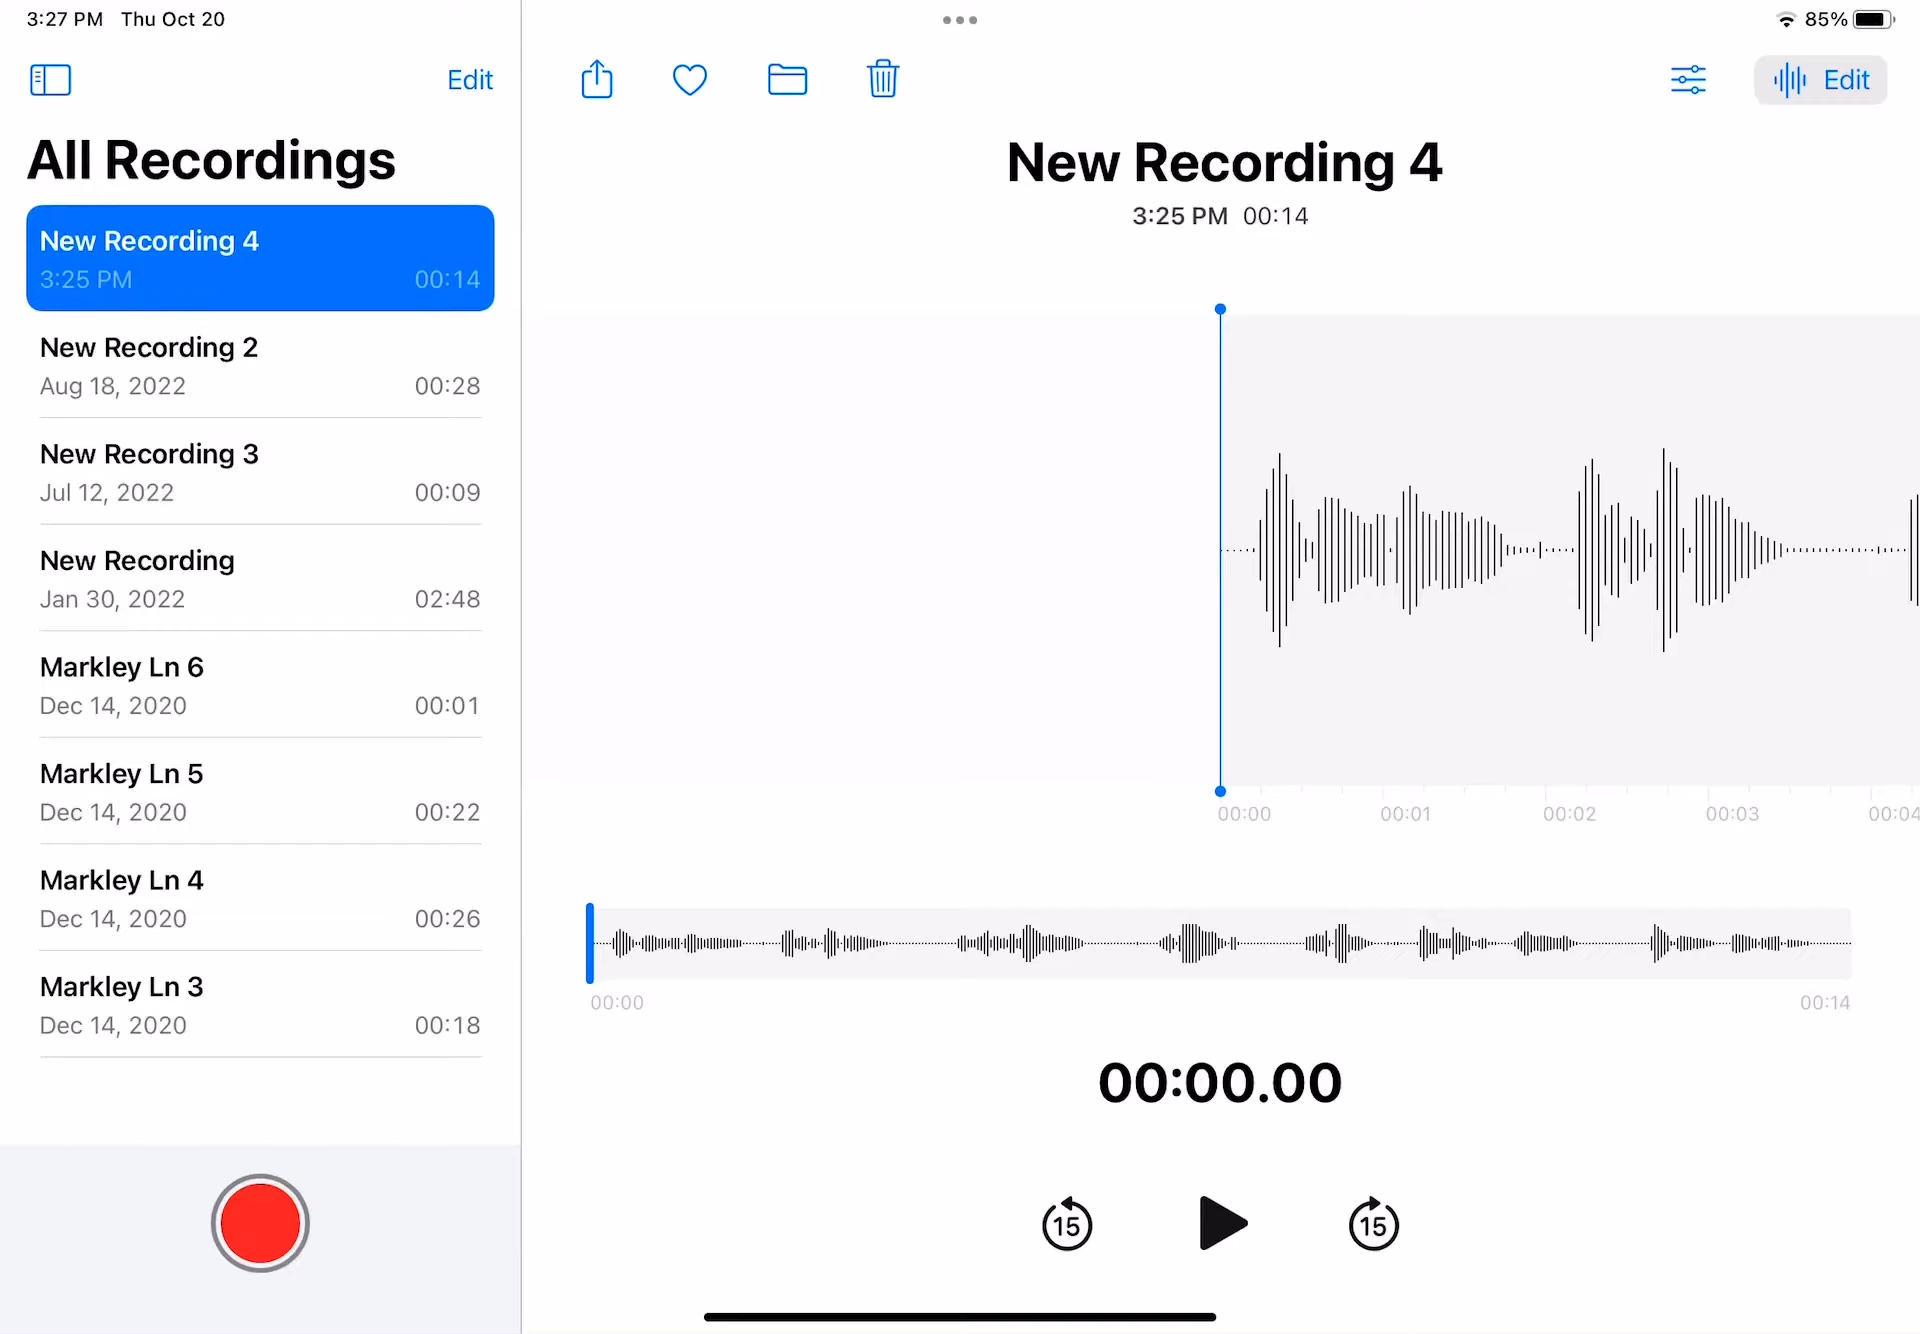 3:27 PM Thu Oct 20
85%
Edit
Edit
All Recordings
New Recording 4
3:25 PM 00:14
New Recording 2
Aug 18, 2022 00:28
New Recording 3
Jul 12, 2022 00:09
New Recording
Jan 30, 2022 02:48
Markley Ln 6
Dec 14, 2020 00:01
Markley Ln 5
Dec 14, 2020 00:22
Markley Ln 4
Dec 14, 2020 00:26
Markley Ln 3
Dec 14, 2020 00:18
New Recording 4
3:25 PM 00:14
00:00 00:01 00:02 00:03 00:04
00:00 00:14
00:00.00
15 15